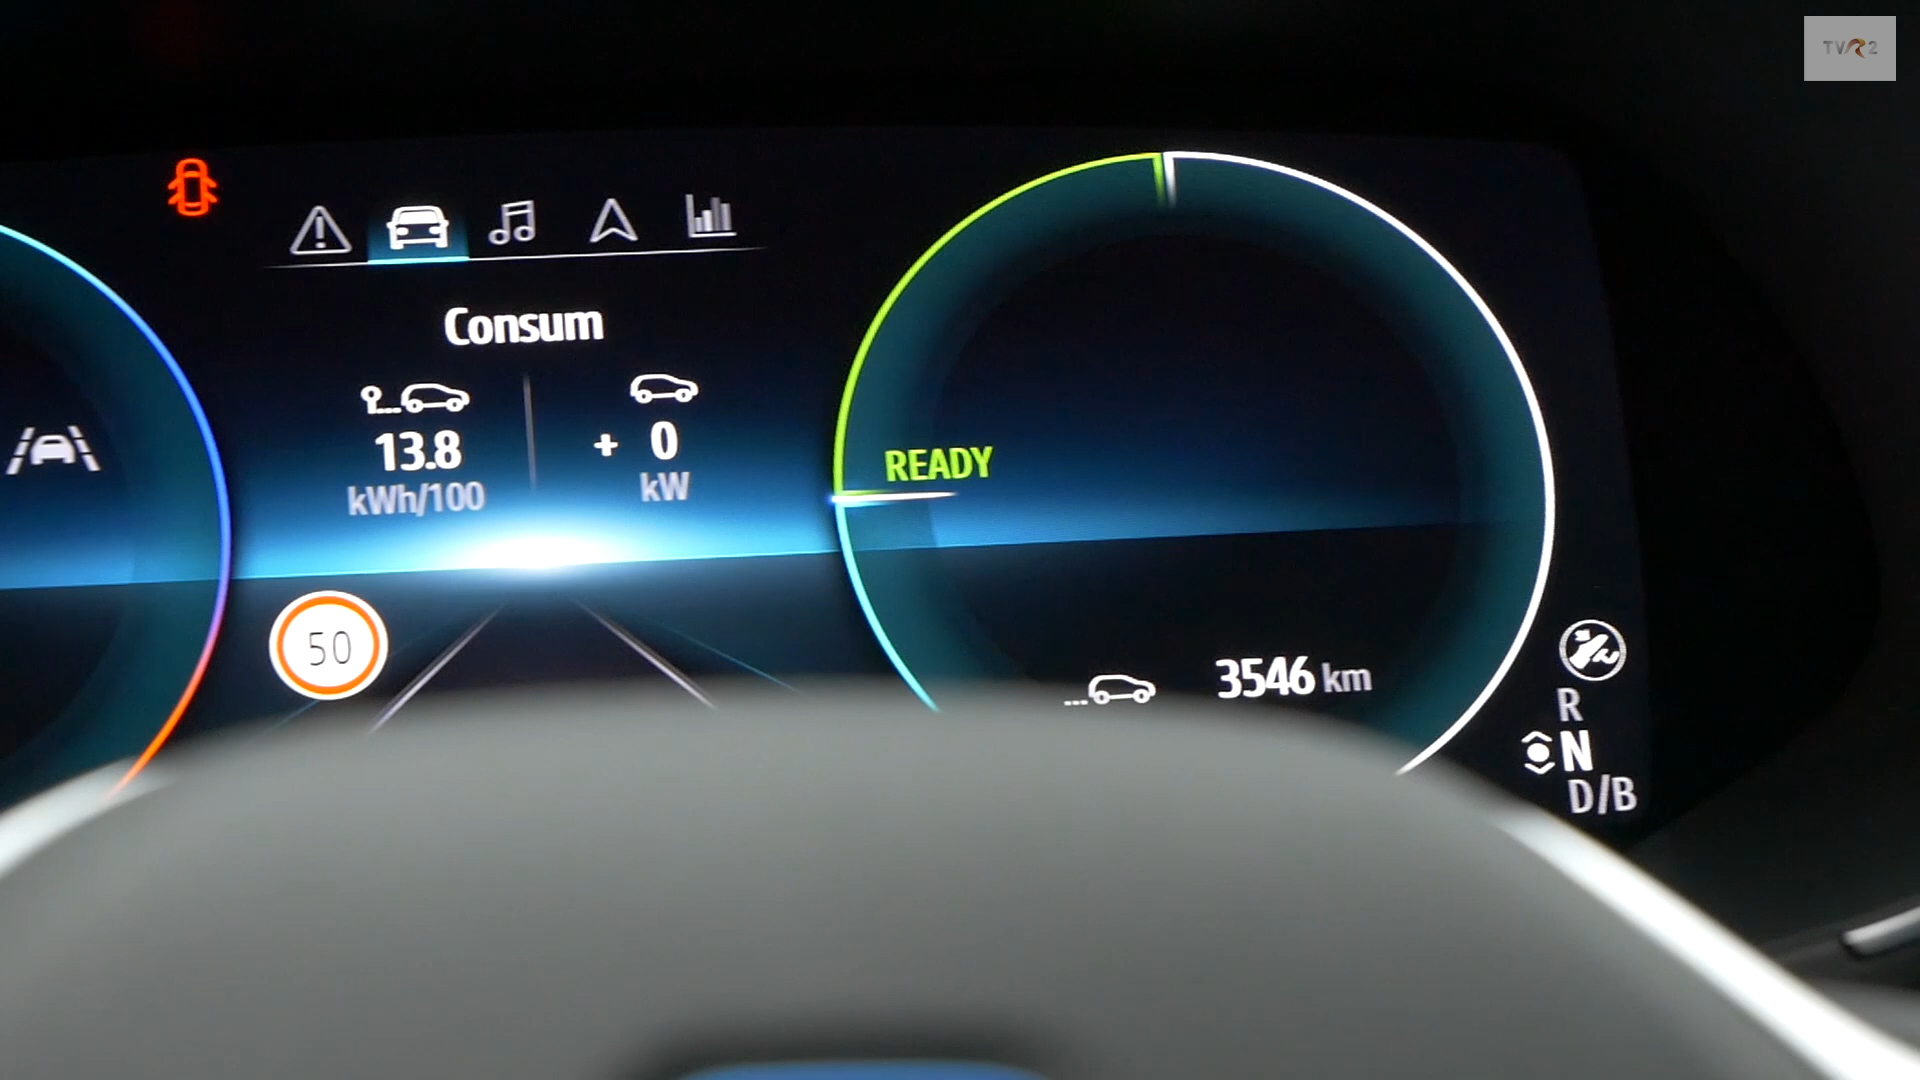 TVR2
Consum
13.8
kWh/100
+ 0
kW
READY
50
3546 km
R
N
D/B